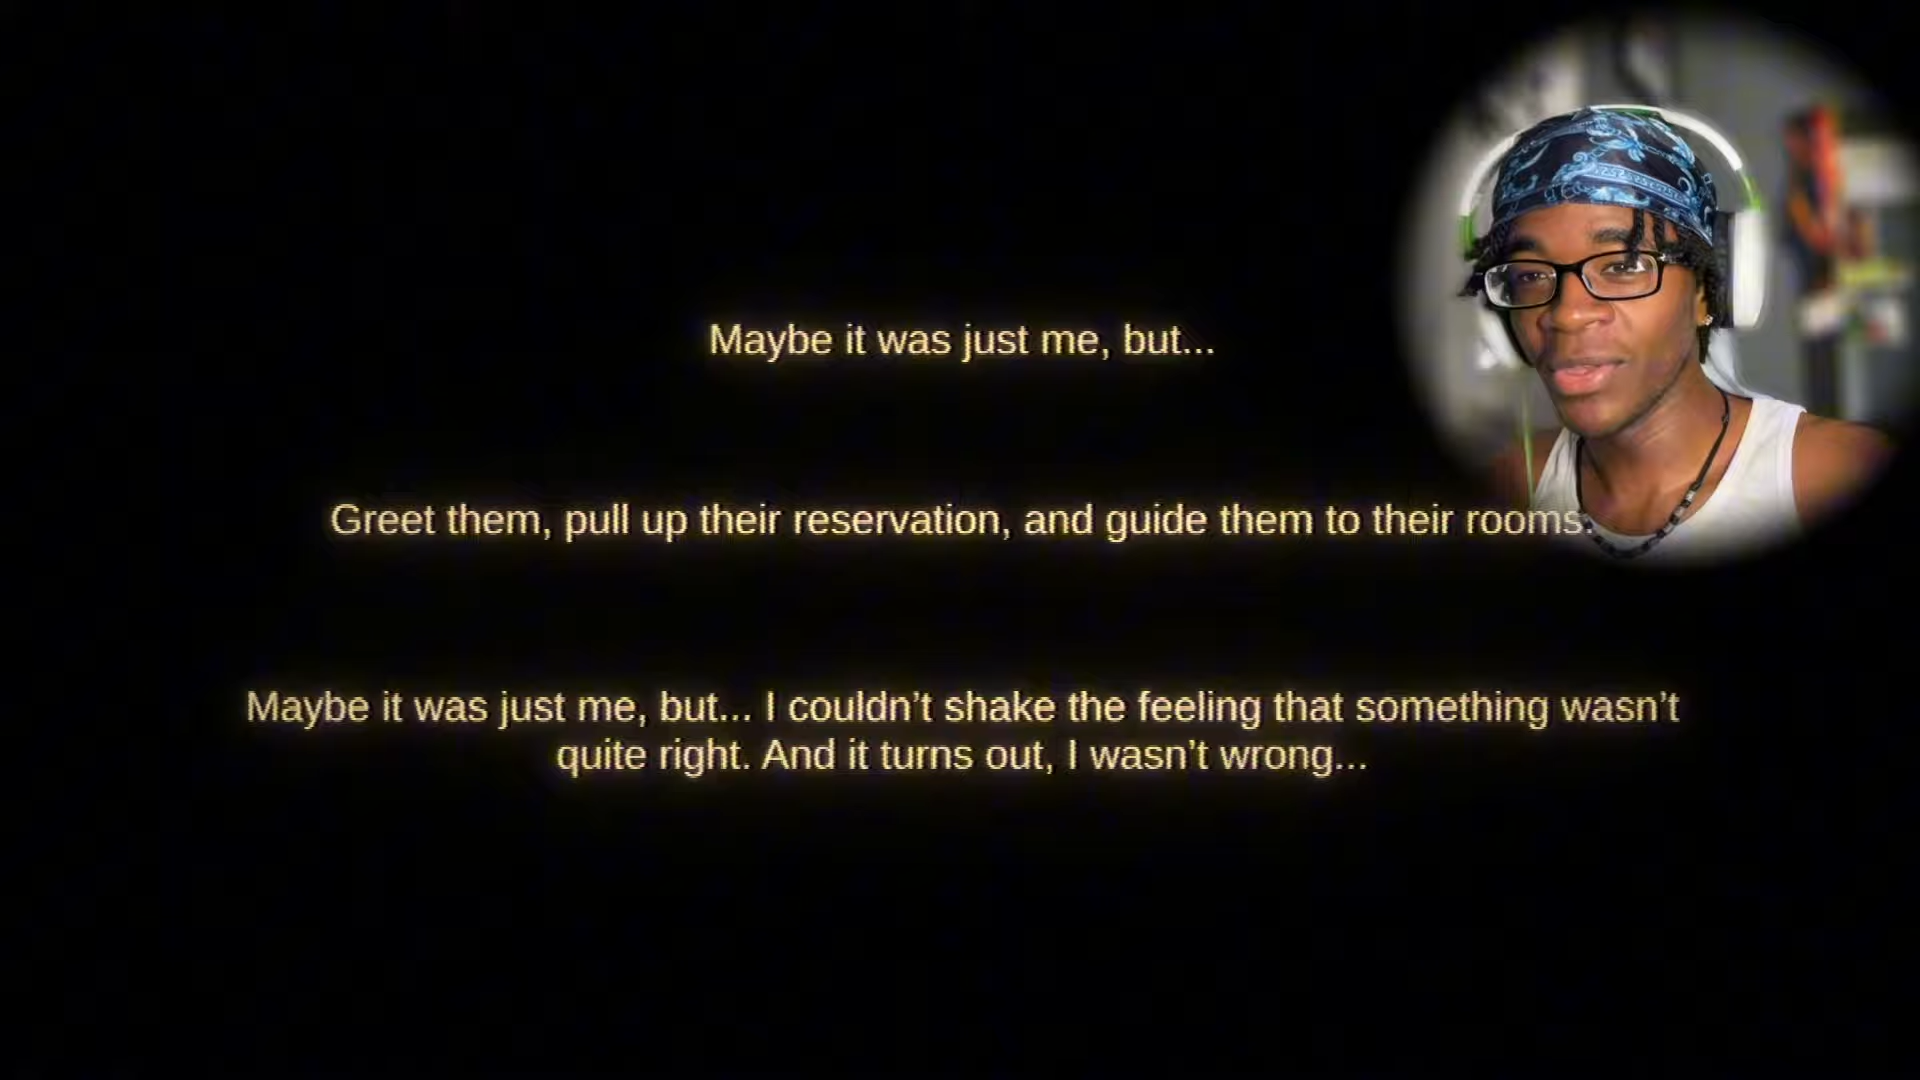 Maybe it was just me, but...
Greet them, pull up their reservation, and guide them to their rooms.
Maybe it was just me, but... I couldn’t shake the feeling that something wasn’t
quite right. And it turns out, I wasn’t wrong...